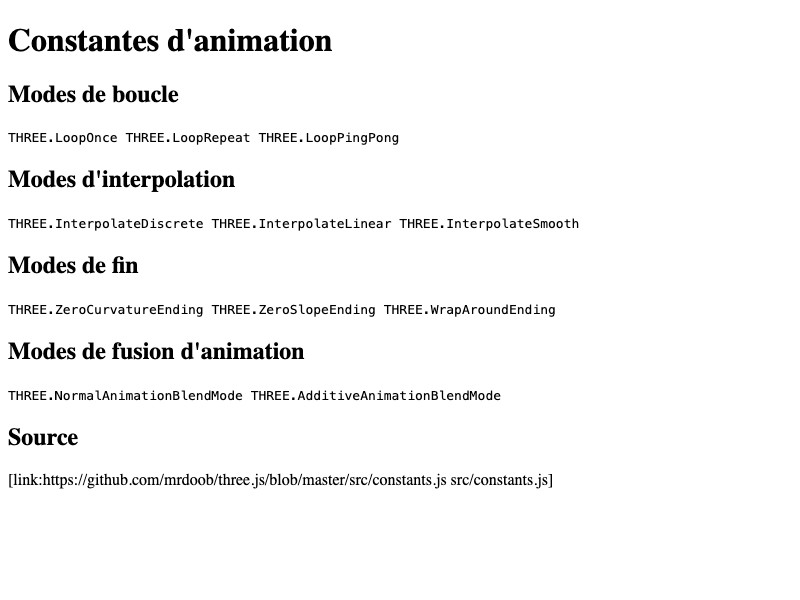 Constantes d'animation
Modes de boucle
THREE.LoopOnce THREE.LoopRepeat THREE.LoopPingPong
Modes d'interpolation
THREE.InterpolateDiscrete THREE.InterpolateLinear THREE.InterpolateSmooth
Modes de fin
THREE.ZeroCurvatureEnding THREE.ZeroSlopeEnding THREE.WrapAroundEnding
Modes de fusion d'animation
THREE.NormalAnimationBlendMode THREE.AdditiveAnimationBlendMode
Source
[link:https://github.com/mrdoob/three.js/blob/master/src/constants.js src/constants.js]